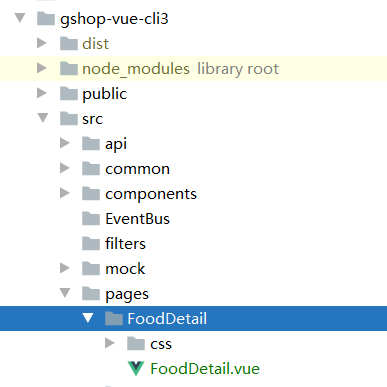 gshop-vue-cli3
dist
node_modules library root
public
src
api
common
components
EventBus
filters
mock
pages
FoodDetail
css
FoodDetail.vue